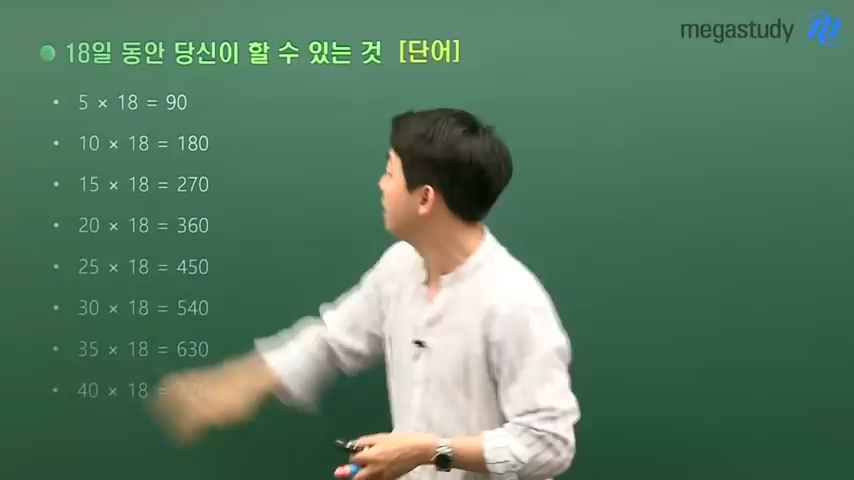 megastudy
18일 동안 당신이 할 수 있는 것 [단어]
5 × 18 = 90
10 × 18 = 180
15 × 18 = 270
20 × 18 = 360
25 × 18 = 450
30 × 18 = 540
35 × 18 = 630
40 × 18 =